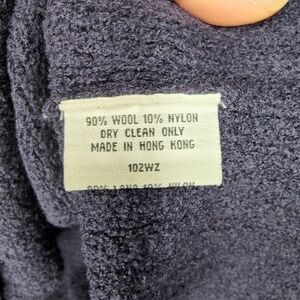 90% WOOL 10% NYLON
DRY CLEAN ONLY
MADE IN HONG KONG
102WZ